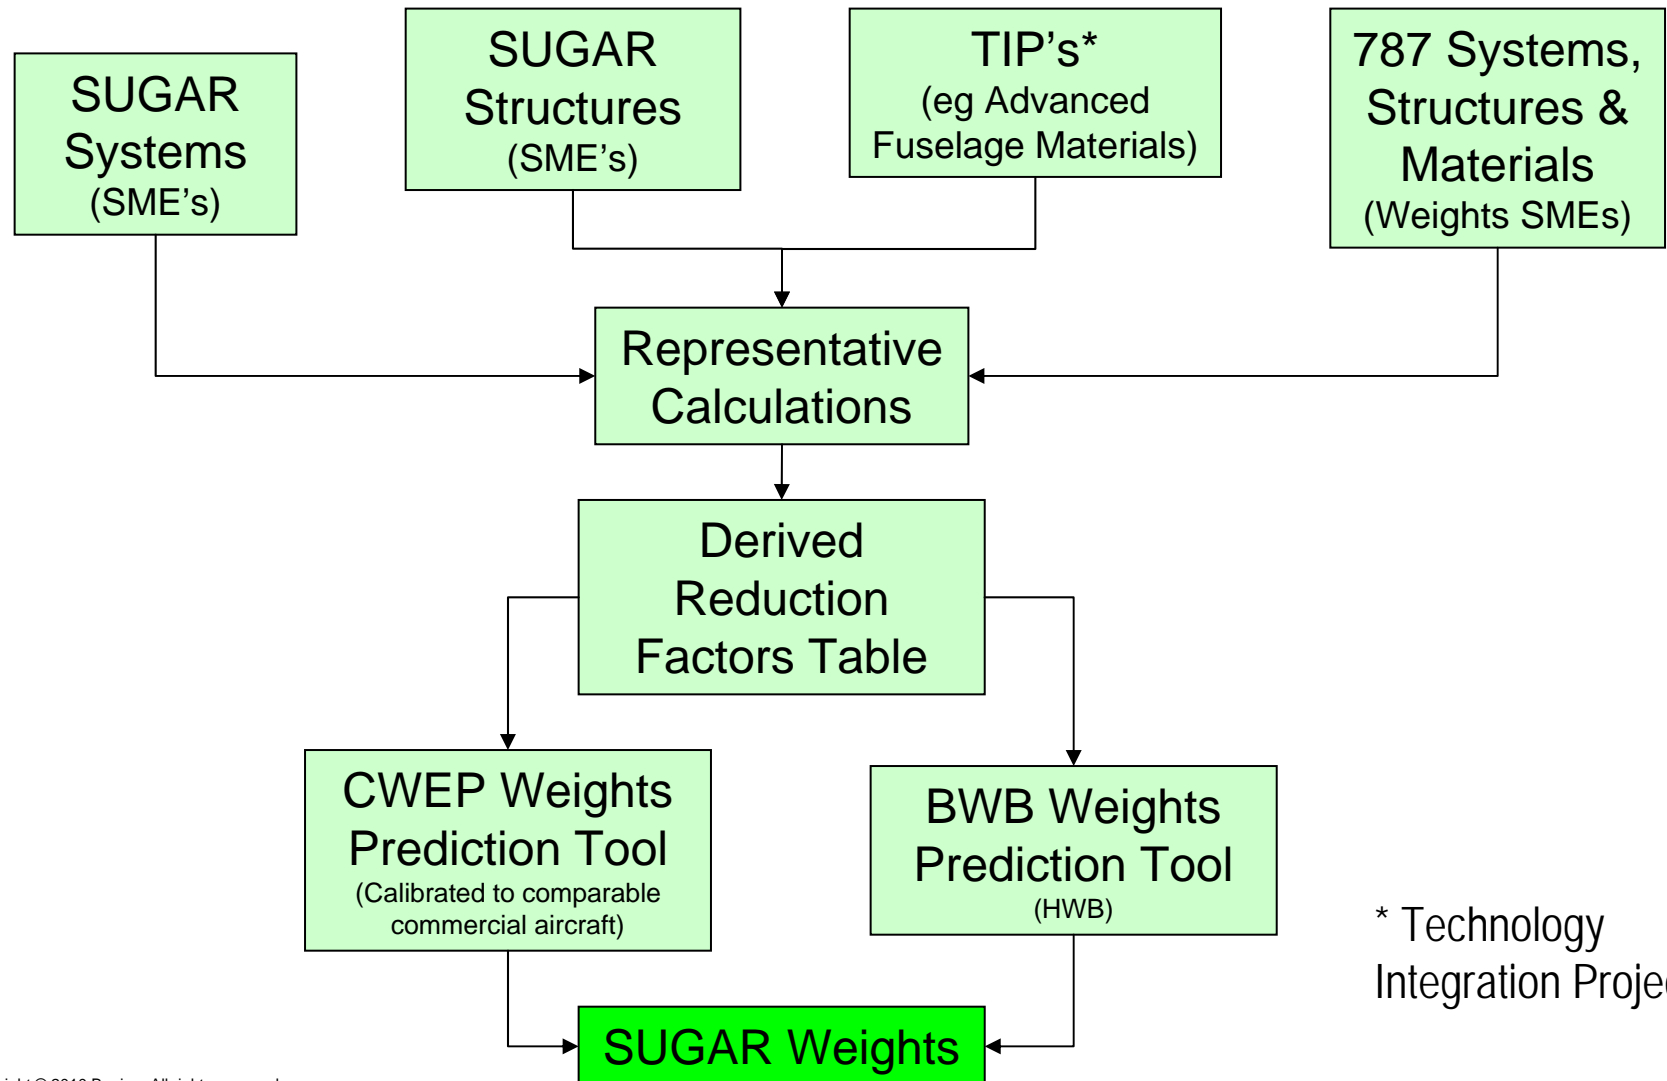 SUGAR
Systems
(SME’s)
SUGAR
Structures
(SME’s)
TIP’s*
(eg Advanced
Fuselage Materials)
787 Systems,
Structures &
Materials
(Weights SMEs)
Representative
Calculations
Derived
Reduction
Factors Table
CWEP Weights
Prediction Tool
(Calibrated to comparable
commercial aircraft)
BWB Weights
Prediction Tool
(HWB)
* Technology
Integration
SUGAR Weights